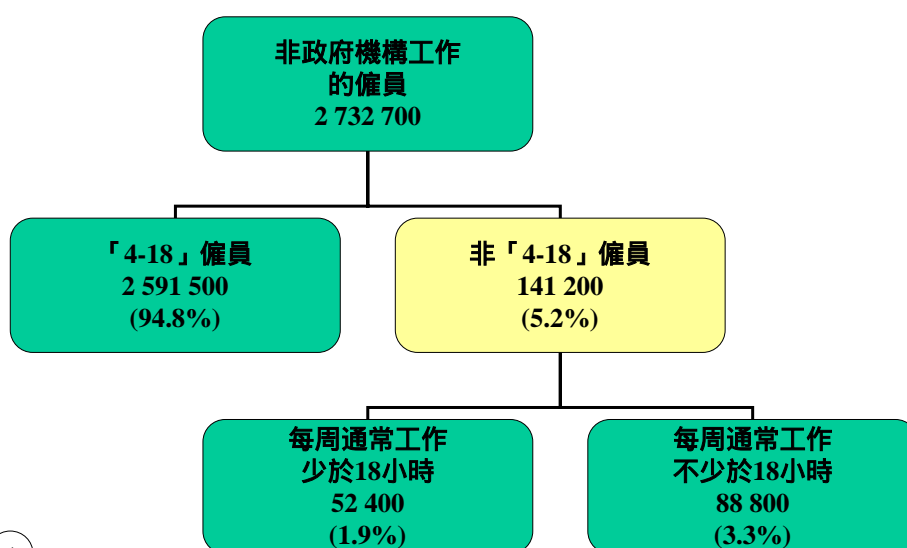 非政府機構工作
的僱員
2 732 700
「4-18」僱員
2 591 500
(94.8%)
非「4-18」僱員
141 200
(5.2%)
每周通常工作
少於18小時
52 400
(1.9%)
每周通常工作
不少於18小時
88 800
(3.3%)